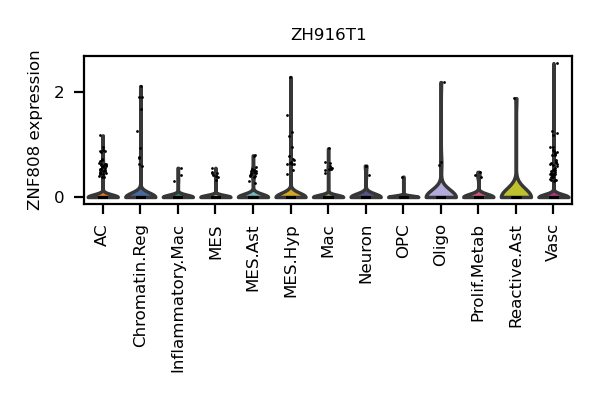 ZH916T1
ZNF808 expression
2
0
AC
Chromatin.Reg
Inflammatory.Mac
MES
MES.Ast
MES.Hyp
Mac
Neuron
OPC
Oligo
Prolif.Metab
Reactive.Ast
Vasc